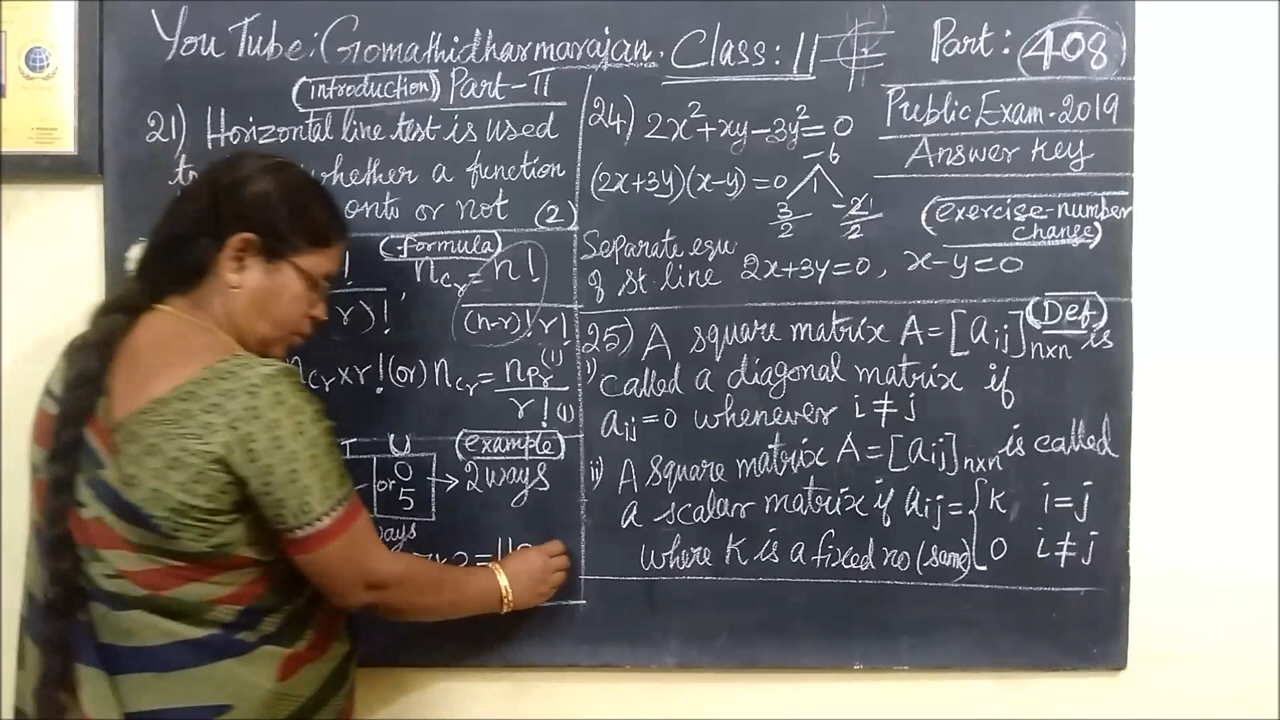 You Tube: Gomathidharmarajan. Class: 11 Part: 408
(introduction) Part-II
21) Horizontal line test is used
whether a function
onto or not (2)
(formula)
nCr = n!
r)! , (n-r)! r!
nCr x r! (or) nCr = nPr (1)
r! (1)
T U (example)
or 0 5 → 2 ways
ways
24) 2x² + xy - 3y² = 0
-6
(2x+3y)(x-y) = 0 1
3/2 -2/2
Separate equ
of st. line 2x+3y=0, x-y=0
Public Exam - 2019
Answer key
(exercise-number
change)
25) A square matrix A = [aij]nxn is (Def)
i) called a diagonal matrix if
aij = 0 whenever i ≠ j
ii) A square matrix A = [aij]nxn is called
a scalar matrix if aij = { K i = j
where K is a fixed no (same) 0 i ≠ j